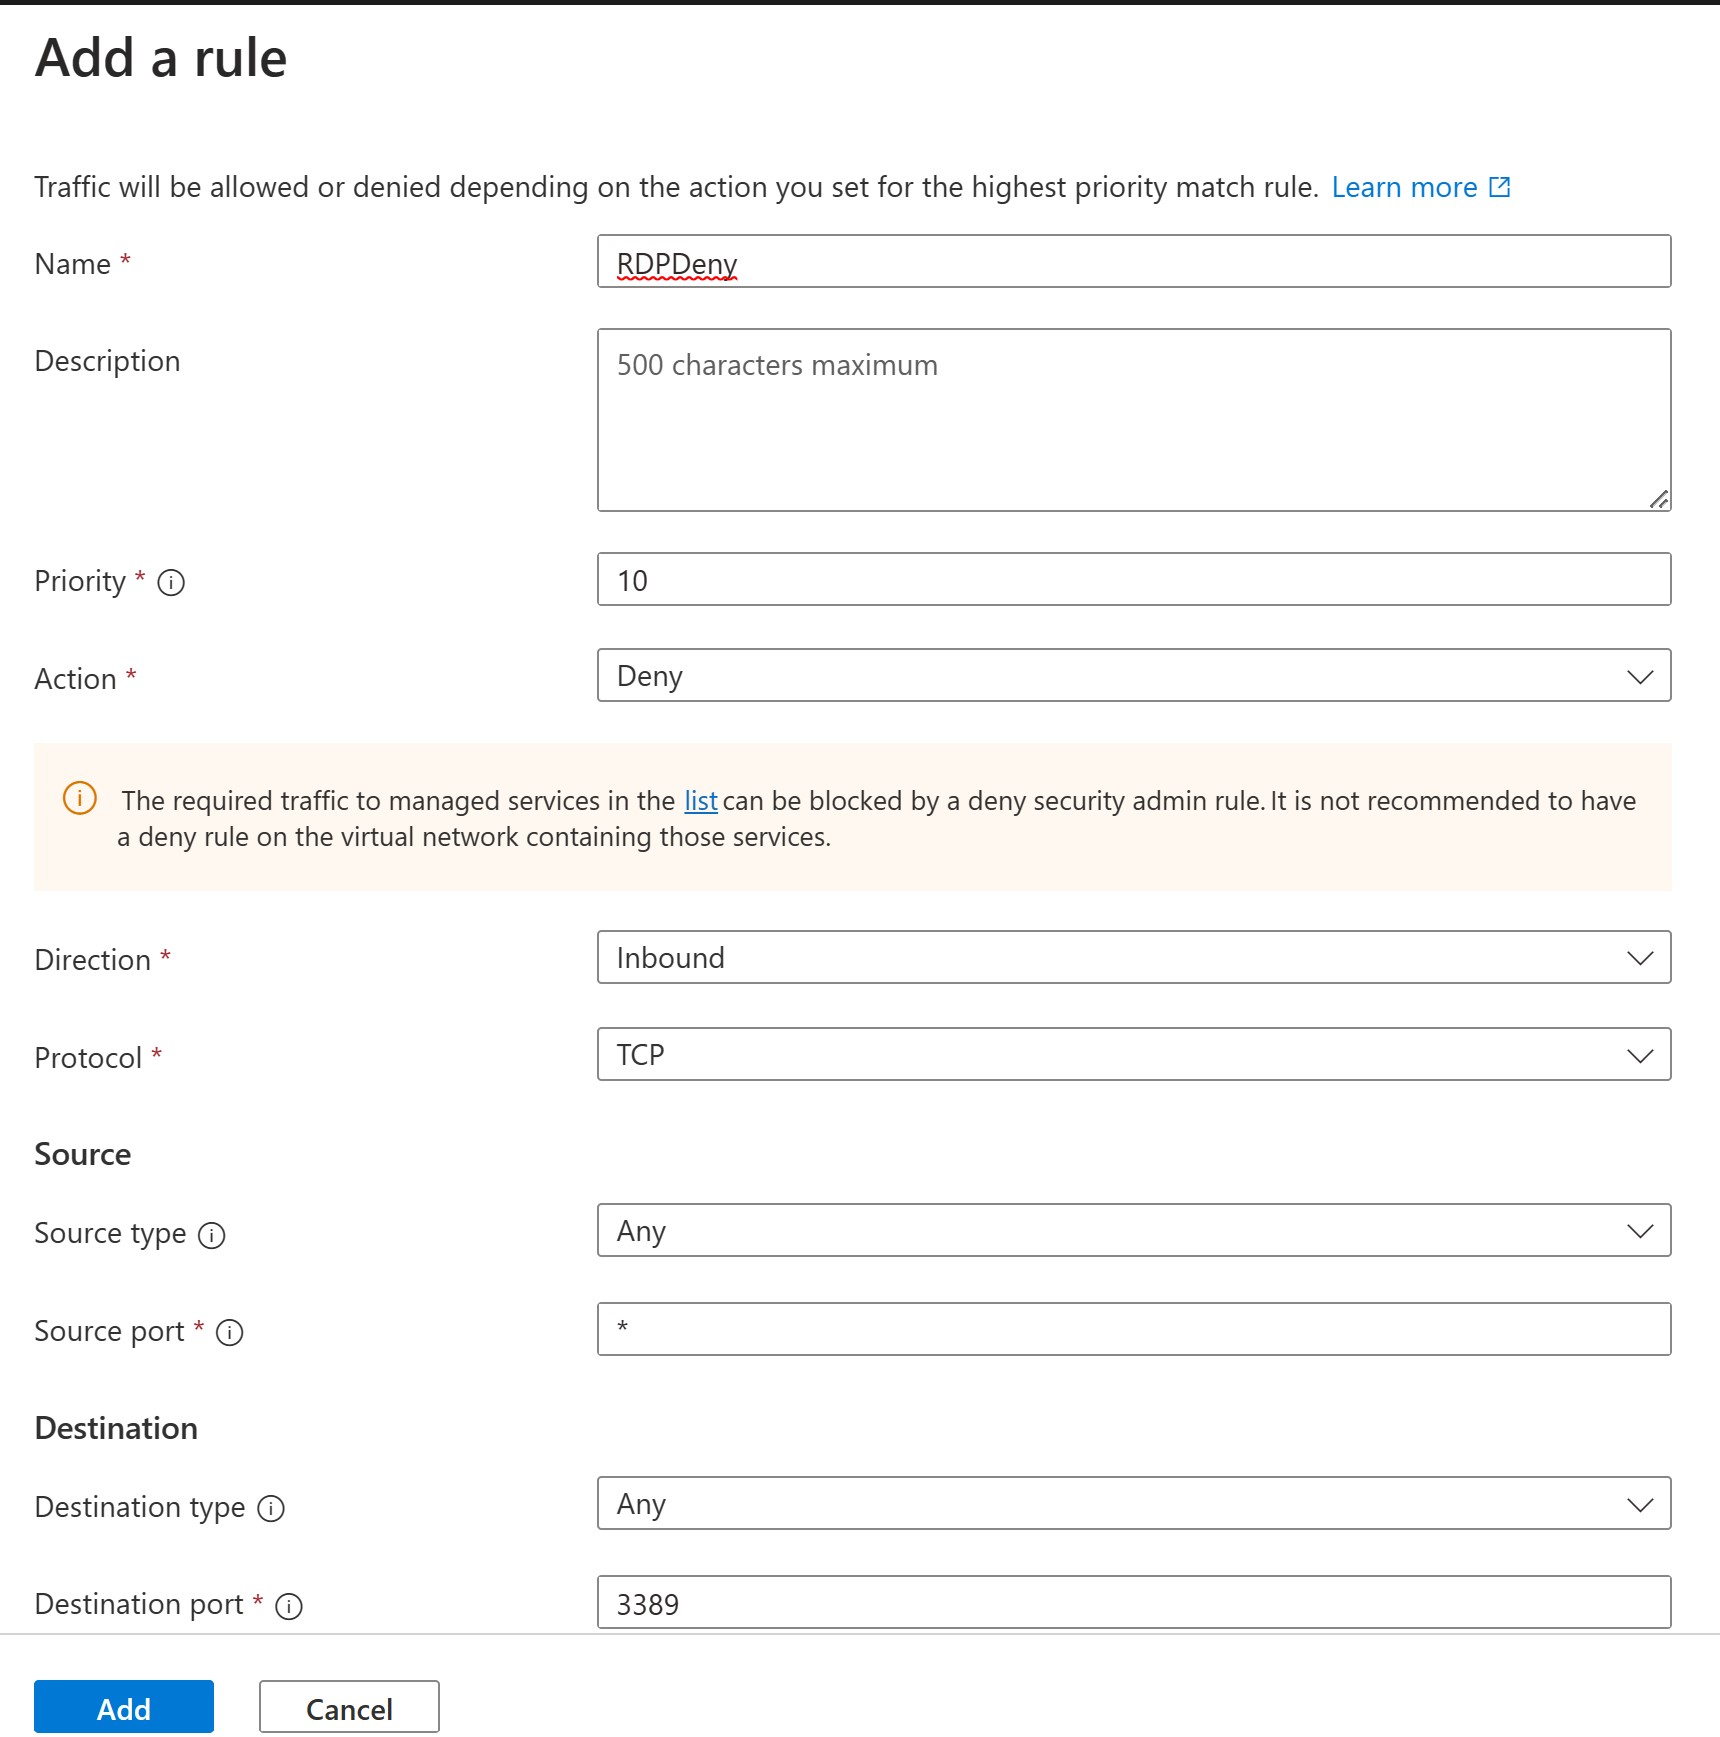 Add a rule
Traffic will be allowed or denied depending on the action you set for the highest priority match rule. Learn more
Name *
RDPDeny
Description
500 characters maximum
Priority *
10
Action *
Deny
The required traffic to managed services in the list can be blocked by a deny security admin rule. It is not recommended to have
a deny rule on the virtual network containing those services.
Direction *
Inbound
Protocol *
TCP
Source
Source type
Any
Source port *
*
Destination
Destination type
Any
Destination port *
3389
Add
Cancel